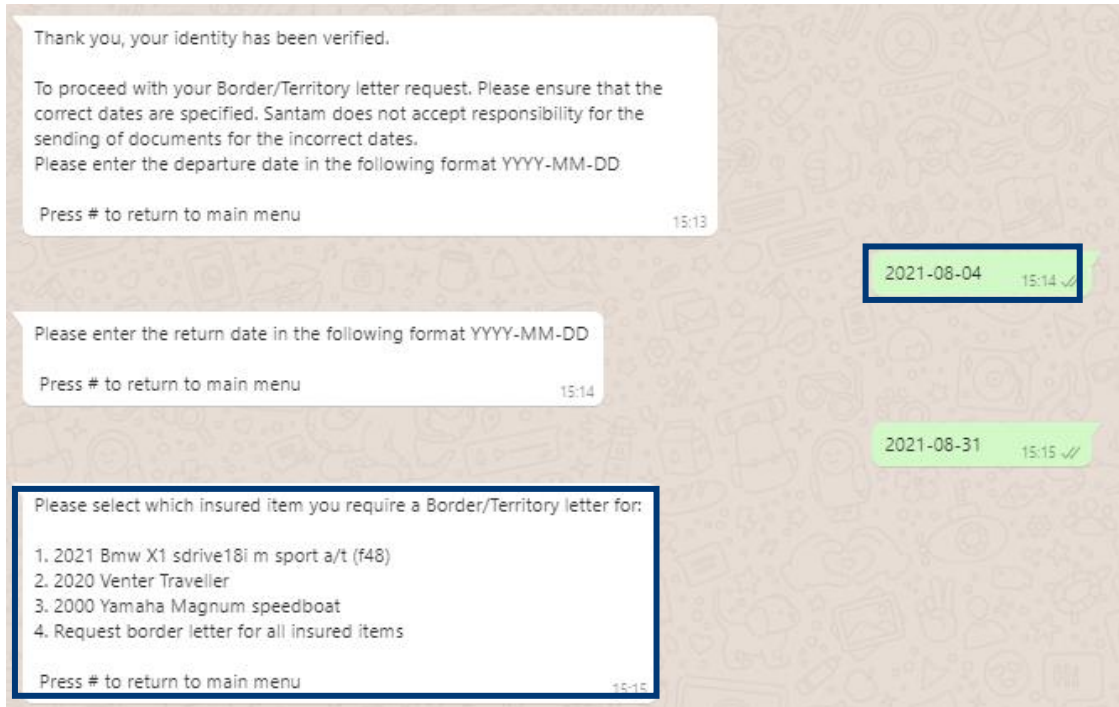 Thank you, your identity has been verified.
To proceed with your Border/Territory letter request. Please ensure that the
correct dates are specified. Santam does not accept responsibility for the
sending of documents for the incorrect dates.
Please enter the departure date in the following format YYYY-MM-DD
Press # to return to main menu
15:13
2021-08-04
15:14
Please enter the return date in the following format YYYY-MM-DD
Press # to return to main menu
15:14
2021-08-31
15:15
Please select which insured item you require a Border/Territory letter for:
1. 2021 Bmw X1 sdrive18i m sport a/t (f48)
2. 2020 Venter Traveller
3. 2000 Yamaha Magnum speedboat
4. Request border letter for all insured items
Press # to return to main menu
15:15